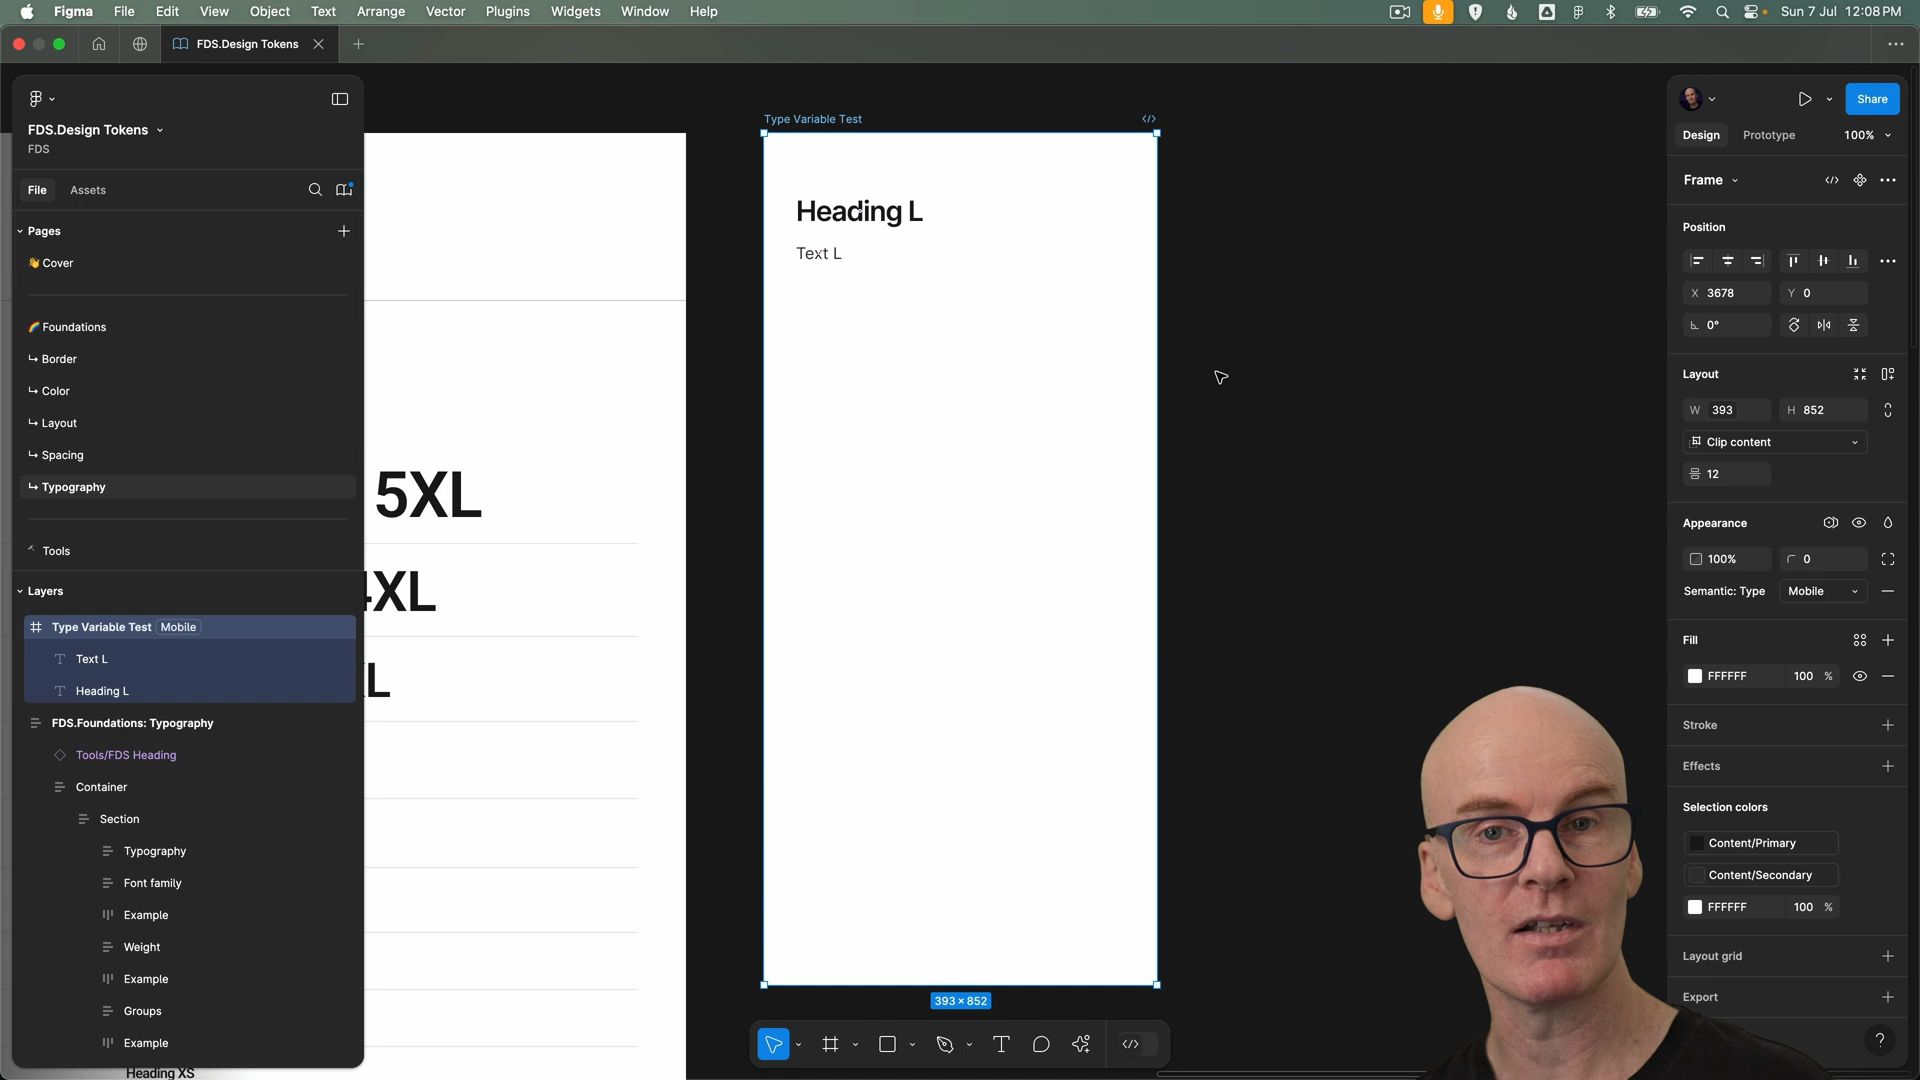 Figma File Edit View Object Text Arrange Vector Plugins Widgets Window Help
Sun 7 Jul 12:08 PM
FDS.Design Tokens
FDS.Design Tokens
FDS
File Assets
Pages
👋 Cover
🌈 Foundations
↳ Border
↳ Color
↳ Layout
↳ Spacing
↳ Typography
Tools
Layers
Type Variable Test Mobile
Text L
Heading L
FDS.Foundations: Typography
Tools/FDS Heading
Container
Section
Typography
Font family
Example
Weight
Example
Groups
Example
Heading XS
5XL
4XL
XL
Type Variable Test
Heading L
Text L
393 × 852
Share
Design Prototype 100%
Frame
Position
X 3678 Y 0
0°
Layout
W 393 H 852
Clip content
12
Appearance
100% 0
Semantic: Type Mobile
Fill
FFFFFF 100 %
Stroke
Effects
Selection colors
Content/Primary
Content/Secondary
FFFFFF 100 %
Layout grid
Export
?